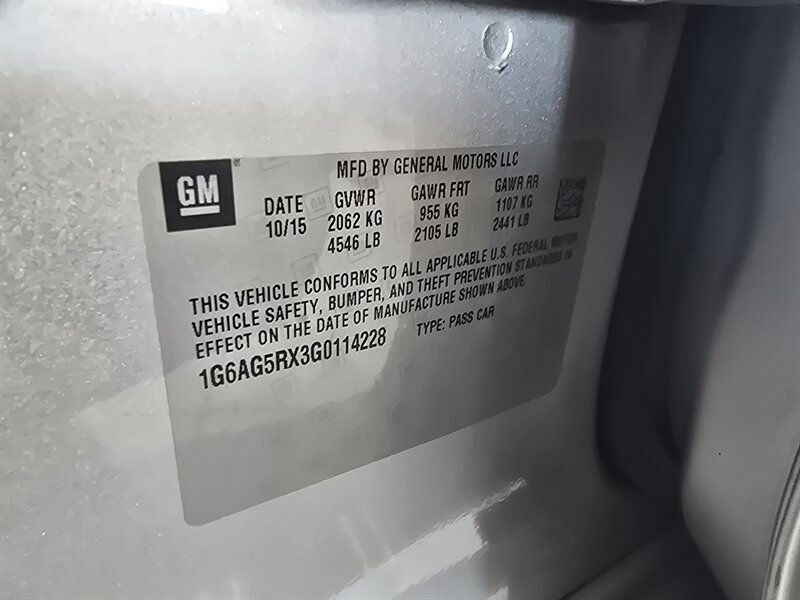 GM
MFD BY GENERAL MOTORS LLC
DATE GVWR GAWR FRT GAWR RR
10/15 2062 KG 955 KG 1107 KG
4546 LB 2105 LB 2441 LB
THIS VEHICLE CONFORMS TO ALL APPLICABLE U.S. FEDERAL MOTOR
VEHICLE SAFETY, BUMPER, AND THEFT PREVENTION STANDARDS IN
EFFECT ON THE DATE OF MANUFACTURE SHOWN ABOVE.
1G6AG5RX3G0114228 TYPE: PASS CAR